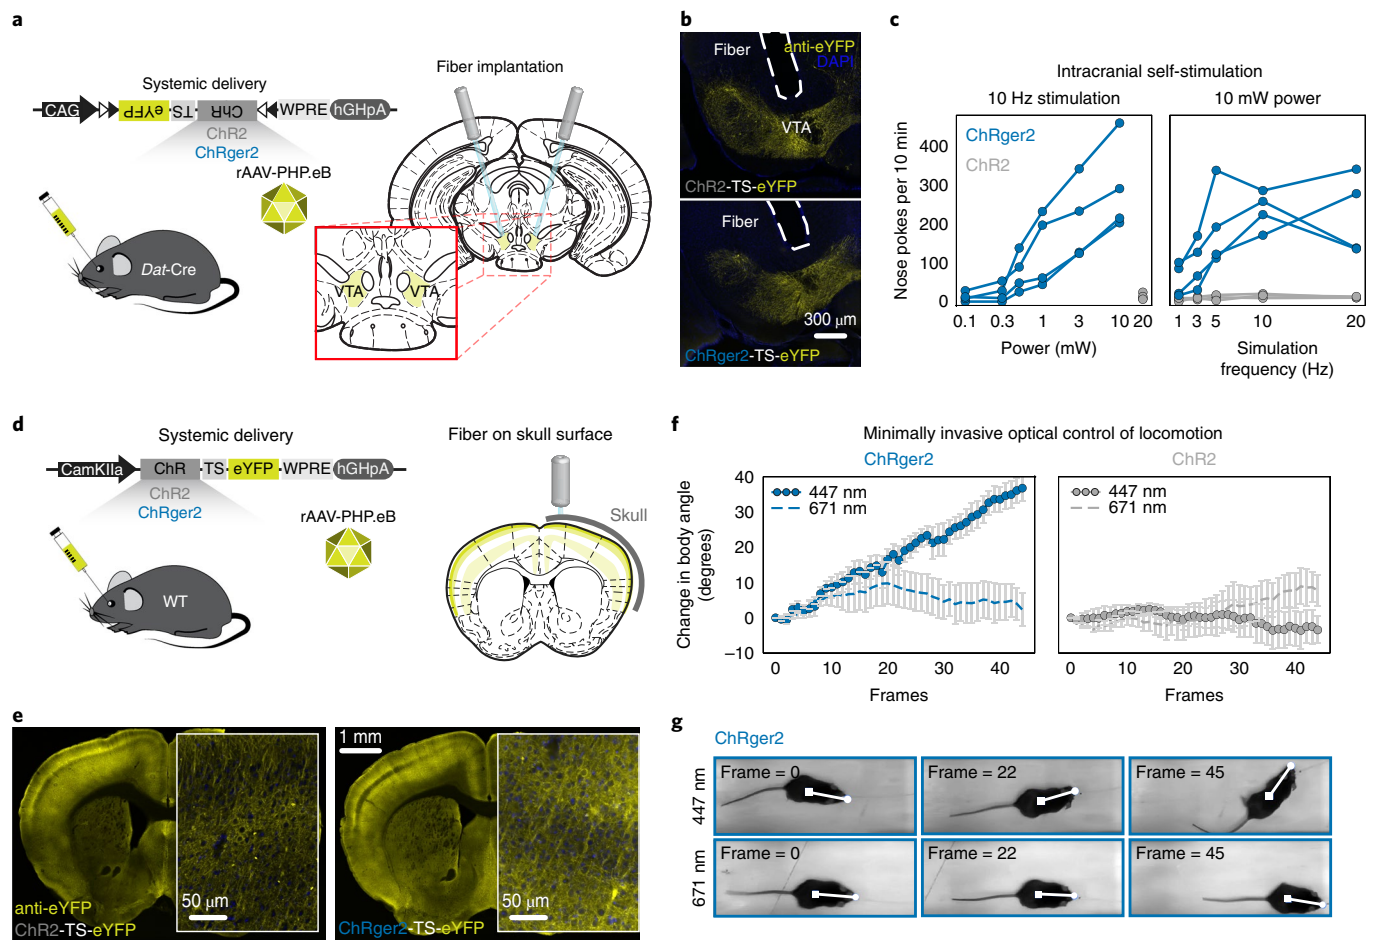 a
Systemic delivery
CAG
eYFP
TS
ChR
WPRE
hGHpA
ChR2
ChRger2
rAAV-PHP.eB
Dat-Cre
Fiber implantation
VTA
VTA
b
Fiber
anti-eYFP
DAPI
VTA
ChR2-TS-eYFP
Fiber
300 μm
ChRger2-TS-eYFP
c
Intracranial self-stimulation
10 Hz stimulation
10 mW power
ChRger2
ChR2
Nose pokes per 10 min
400
300
200
100
0
0.1 0.3 1 3 10 20
Power (mW)
1 3 5 10 20
Simulation
frequency (Hz)
d
Systemic delivery
CamKIIa
ChR
TS
eYFP
WPRE
hGHpA
ChR2
ChRger2
rAAV-PHP.eB
WT
Fiber on skull surface
Skull
e
anti-eYFP
ChR2-TS-eYFP
50 μm
1 mm
ChRger2-TS-eYFP
50 μm
f
Minimally invasive optical control of locomotion
ChRger2
ChR2
Change in body angle
(degrees)
40
30
20
10
0
–10
447 nm
671 nm
0 10 20 30 40
Frames
447 nm
671 nm
0 10 20 30 40
Frames
g
ChRger2
447 nm
Frame = 0
Frame = 22
Frame = 45
671 nm
Frame = 0
Frame = 22
Frame = 45